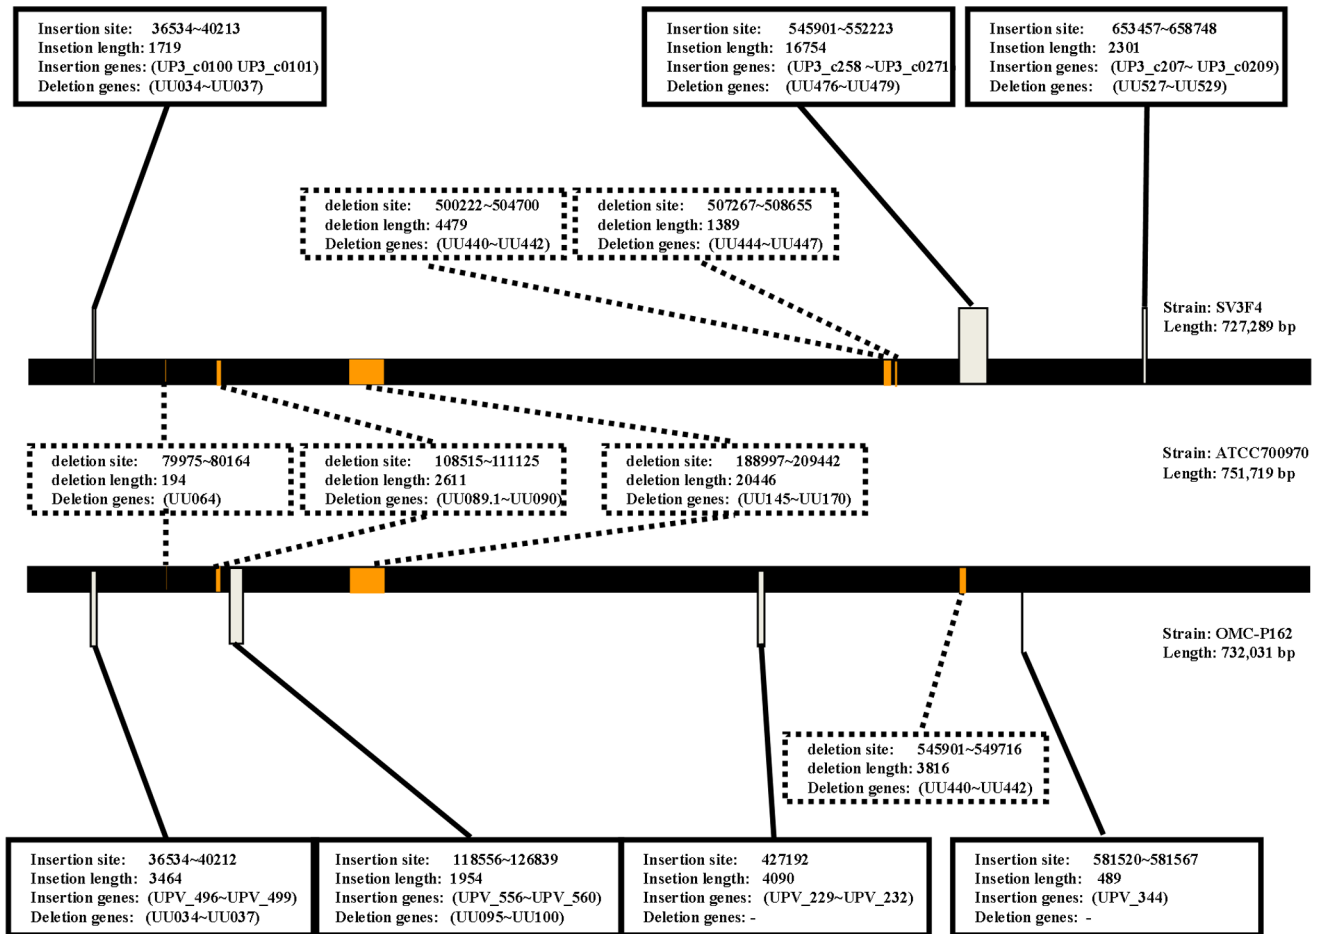 Insertion site: 36534~40213
Insetion length: 1719
Insertion genes: (UP3_c0100 UP3_c0101)
Deletion genes: (UU034~UU037)
Insertion site: 545901~552223
Insetion length: 16754
Insertion genes: (UP3_c258 ~UP3_c0271)
Deletion genes: (UU476~UU479)
Insertion site: 653457~658748
Insetion length: 2301
Insertion genes: (UP3_c207~ UP3_c0209)
Deletion genes: (UU527~UU529)
deletion site: 500222~504700
deletion length: 4479
Deletion genes: (UU440~UU442)
deletion site: 507267~508655
deletion length: 1389
Deletion genes: (UU444~UU447)
Strain: SV3F4
Length: 727,289 bp
deletion site: 79975~80164
deletion length: 194
Deletion genes: (UU064)
deletion site: 108515~111125
deletion length: 2611
Deletion genes: (UU089.1~UU090)
deletion site: 188997~209442
deletion length: 20446
Deletion genes: (UU145~UU170)
Strain: ATCC700970
Length: 751,719 bp
Strain: OMC-P162
Length: 732,031 bp
deletion site: 545901~549716
deletion length: 3816
Deletion genes: (UU440~UU442)
Insertion site: 36534~40212
Insetion length: 3464
Insertion genes: (UPV_496~UPV_499)
Deletion genes: (UU034~UU037)
Insertion site: 118556~126839
Insetion length: 1954
Insertion genes: (UPV_556~UPV_560)
Deletion genes: (UU095~UU100)
Insertion site: 427192
Insetion length: 4090
Insertion genes: (UPV_229~UPV_232)
Deletion genes: -
Insertion site: 581520~581567
Insetion length: 489
Insertion genes: (UPV_344)
Deletion genes: -